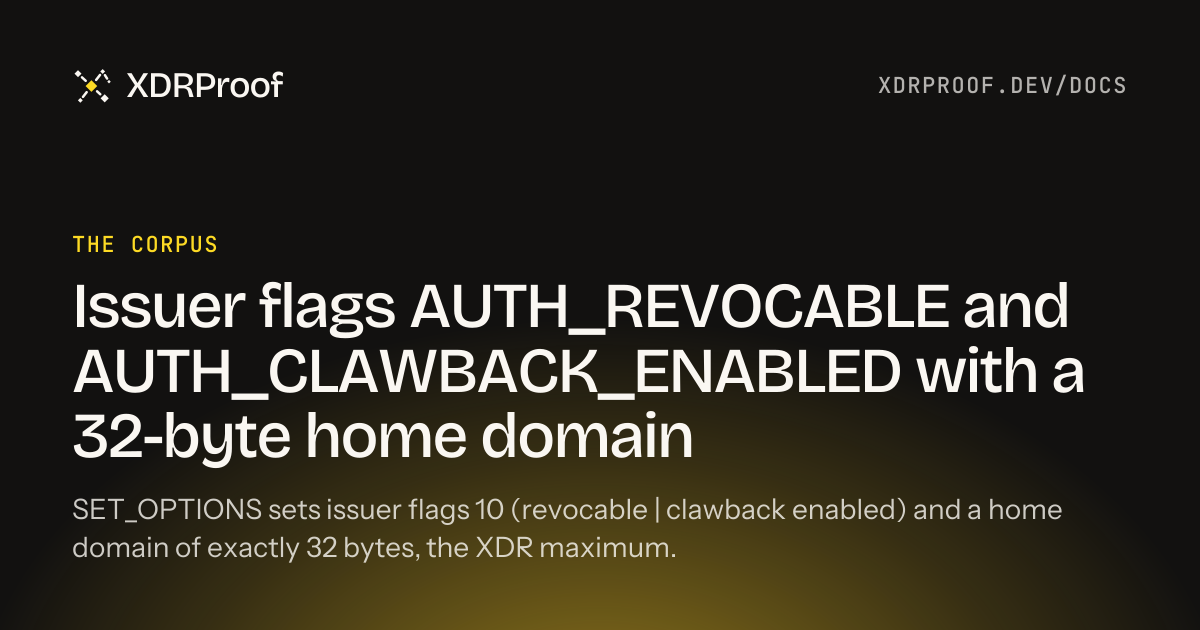 XDRProof
XDRPROOF.DEV/DOCS
THE CORPUS
Issuer flags AUTH_REVOCABLE and
AUTH_CLAWBACK_ENABLED with a
32-byte home domain
SET_OPTIONS sets issuer flags 10 (revocable | clawback enabled) and a home
domain of exactly 32 bytes, the XDR maximum.